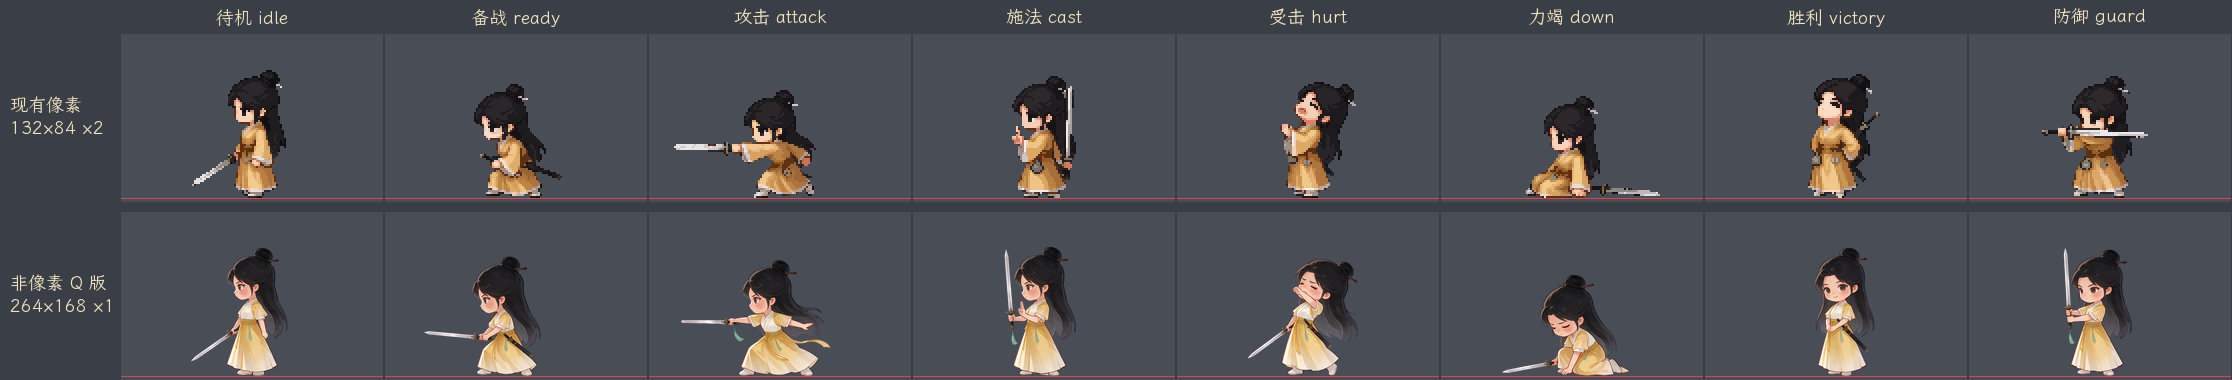 待机 idle
备战 ready
攻击 attack
施法 cast
受击 hurt
力竭 down
胜利 victory
防御 guard
现有像素
132×84 ×2
非像素 Q 版
264×168 ×1